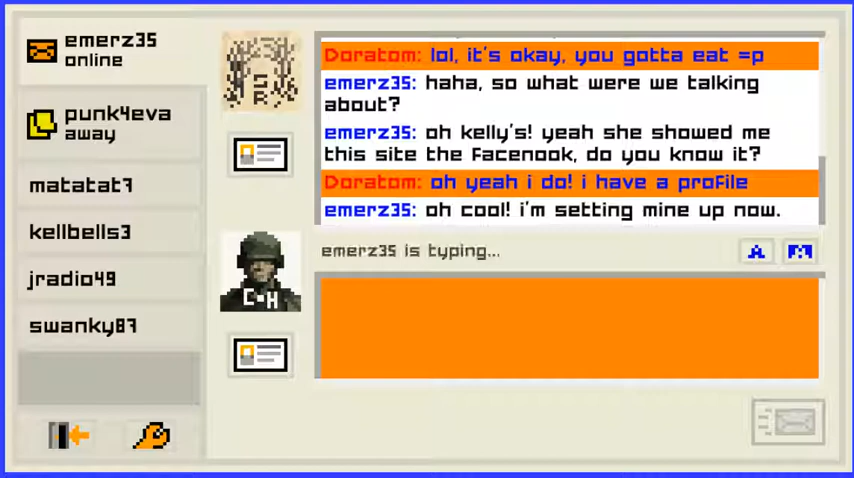 emerz35
online
punk4eva
away
matatat7
kellbells3
jradio49
swanky87
S
R
Doratom: lol, it's okay, you gotta eat =p
emerz35: haha, so what were we talking
about?
emerz35: oh kelly's! yeah she showed me
this site the Facenook, do you know it?
Doratom: oh yeah i do! i have a profile
emerz35: oh cool! i'm setting mine up now.
emerz35 is typing...
A
C*H